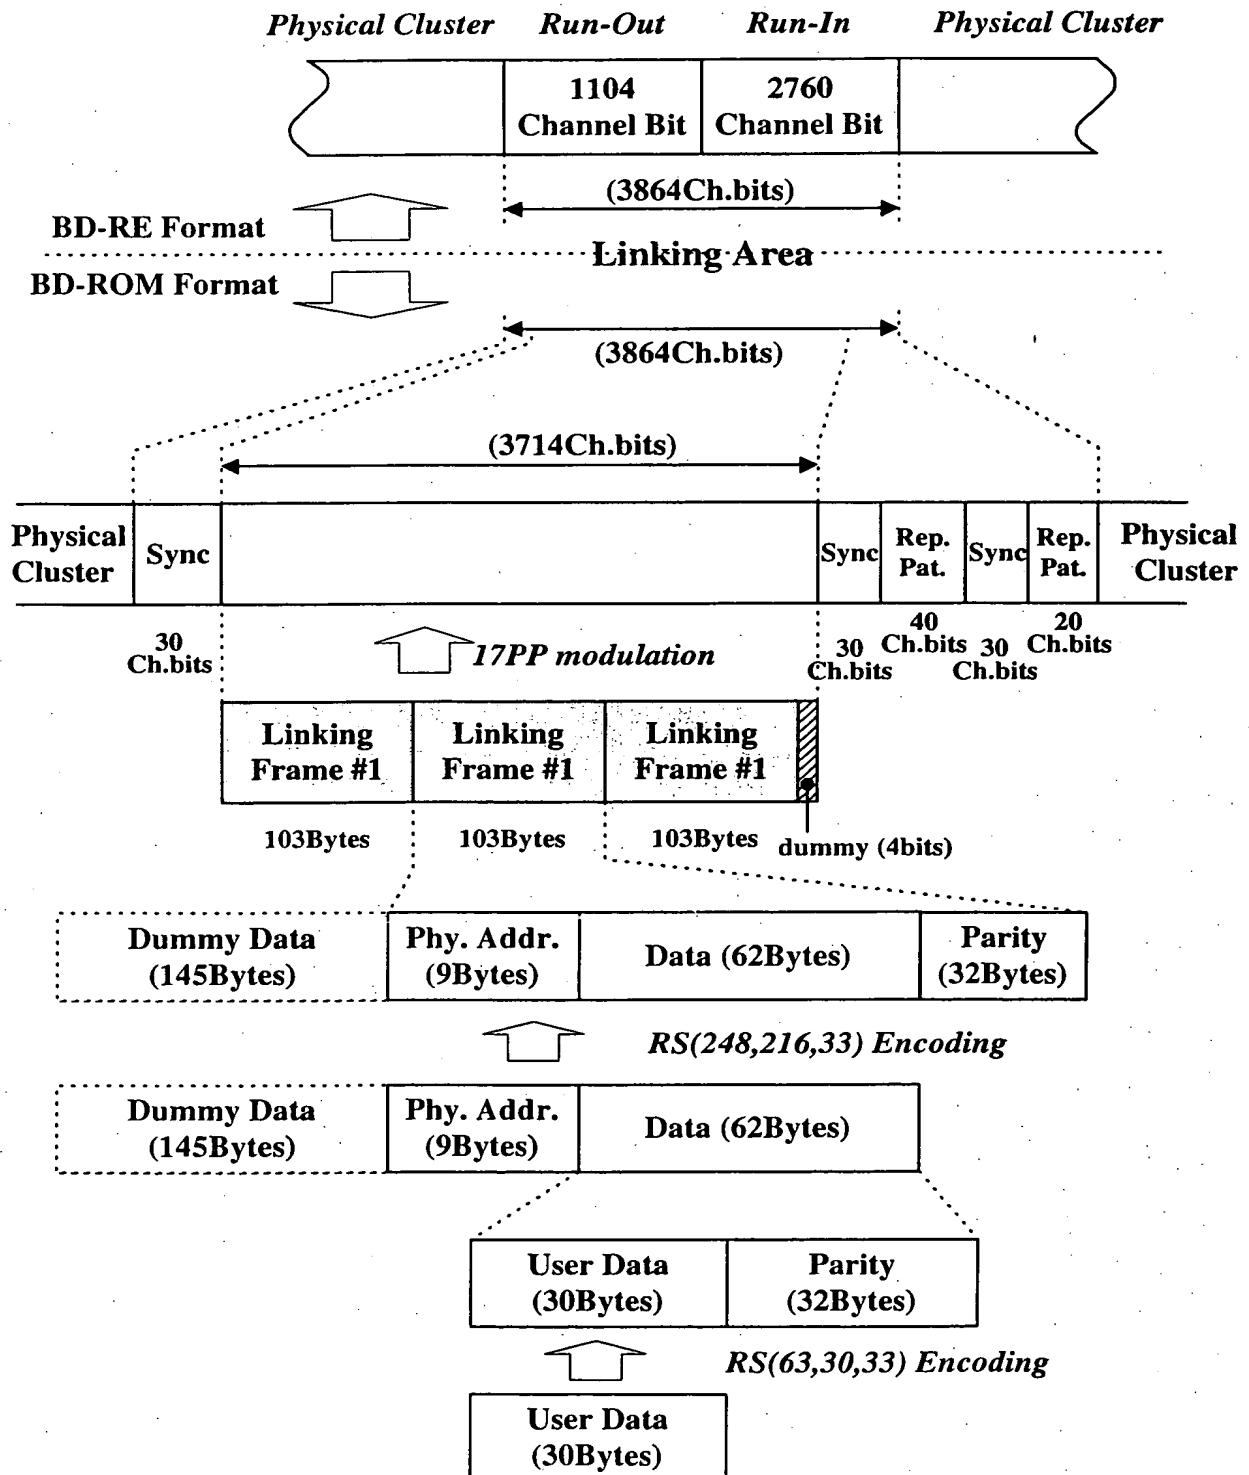 Physical Cluster Run-Out Run-In Physical Cluster
1104
Channel Bit
2760
Channel Bit
(3864Ch.bits)
BD-RE Format
Linking Area
BD-ROM Format
(3864Ch.bits)
(3714Ch.bits)
Physical
Cluster
Sync
Sync
Rep.
Pat.
Sync
Rep.
Pat.
Physical
Cluster
30
Ch.bits
17PP modulation
30
Ch.bits
40
Ch.bits
30
Ch.bits
20
Ch.bits
Linking
Frame #1
Linking
Frame #1
Linking
Frame #1
103Bytes
103Bytes
103Bytes
dummy (4bits)
Dummy Data
(145Bytes)
Phy. Addr.
(9Bytes)
Data (62Bytes)
Parity
(32Bytes)
RS(248,216,33) Encoding
Dummy Data
(145Bytes)
Phy. Addr.
(9Bytes)
Data (62Bytes)
User Data
(30Bytes)
Parity
(32Bytes)
RS(63,30,33) Encoding
User Data
(30Bytes)